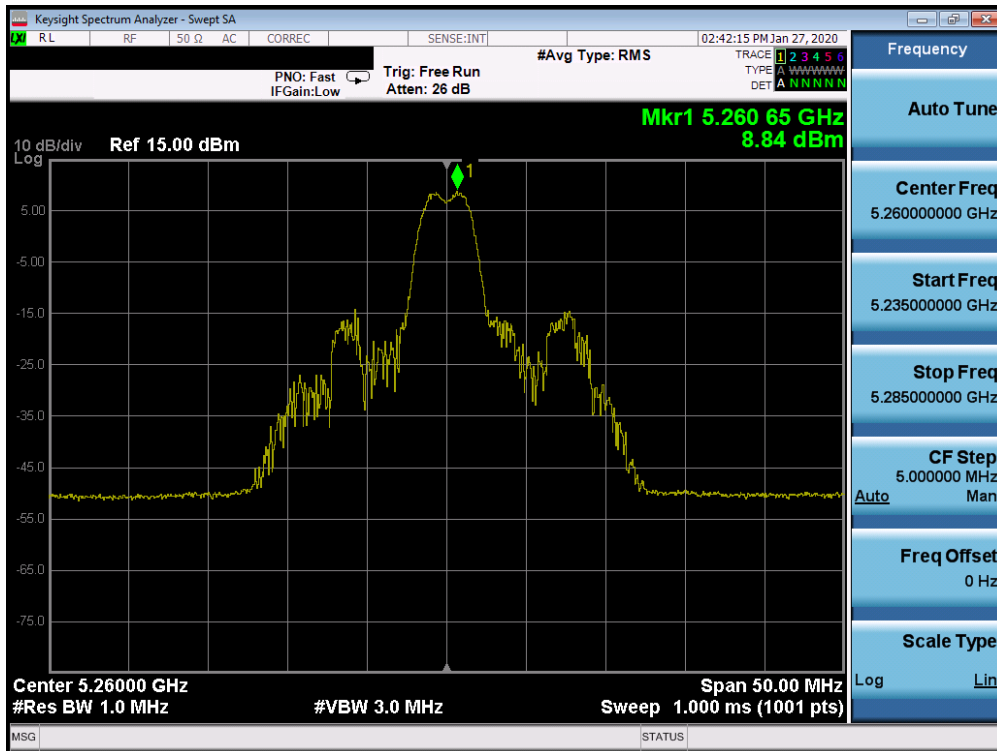 Keysight Spectrum Analyzer - Swept SA
LXI RL RF 50 Ω AC CORREC SENSE:INT 02:42:15 PM Jan 27, 2020
#Avg Type: RMS TRACE 1 2 3 4 5 6
PNO: Fast Trig: Free Run TYPE A WWWWW
IFGain:Low Atten: 26 dB DET A N N N N N
Mkr1 5.260 65 GHz
8.84 dBm
10 dB/div Ref 15.00 dBm
Log
1
5.00
-5.00
-15.0
-25.0
-35.0
-45.0
-55.0
-65.0
-75.0
Center 5.26000 GHz Span 50.00 MHz
#Res BW 1.0 MHz #VBW 3.0 MHz Sweep 1.000 ms (1001 pts)
MSG STATUS
Frequency
Auto Tune
Center Freq
5.260000000 GHz
Start Freq
5.235000000 GHz
Stop Freq
5.285000000 GHz
CF Step
5.000000 MHz
Auto Man
Freq Offset
0 Hz
Scale Type
Log Lin